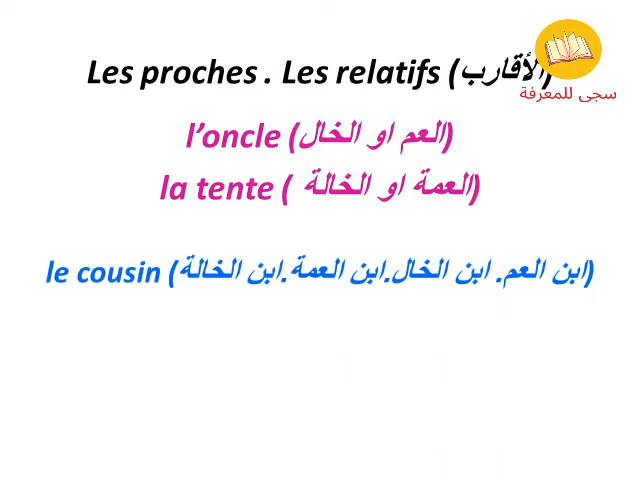 Les proches . Les relatifs (الأقارب)
سجى للمعرفة
l'oncle (العم او الخال)
la tente ( العمة او الخالة)
le cousin (ابن العم. ابن الخال.ابن العمة.ابن الخالة)